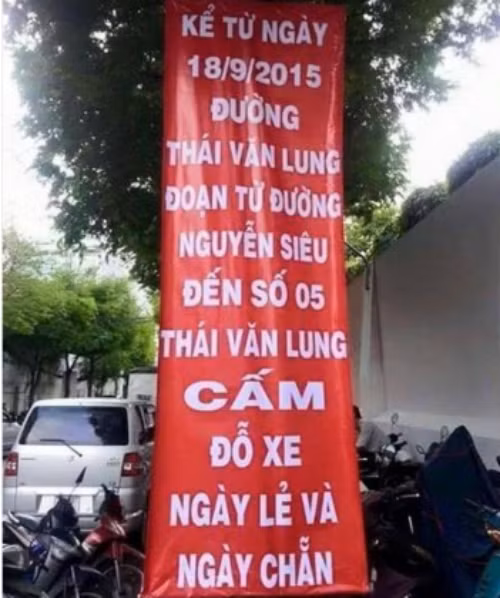 KỂ TỪ NGÀY
18/9/2015
ĐƯỜNG
THÁI VĂN LUNG
ĐOẠN TỪ ĐƯỜNG
NGUYỄN SIÊU
ĐẾN SỐ 05
THÁI VĂN LUNG
CẤM
ĐỖ XE
NGÀY LẺ VÀ
NGÀY CHẴN